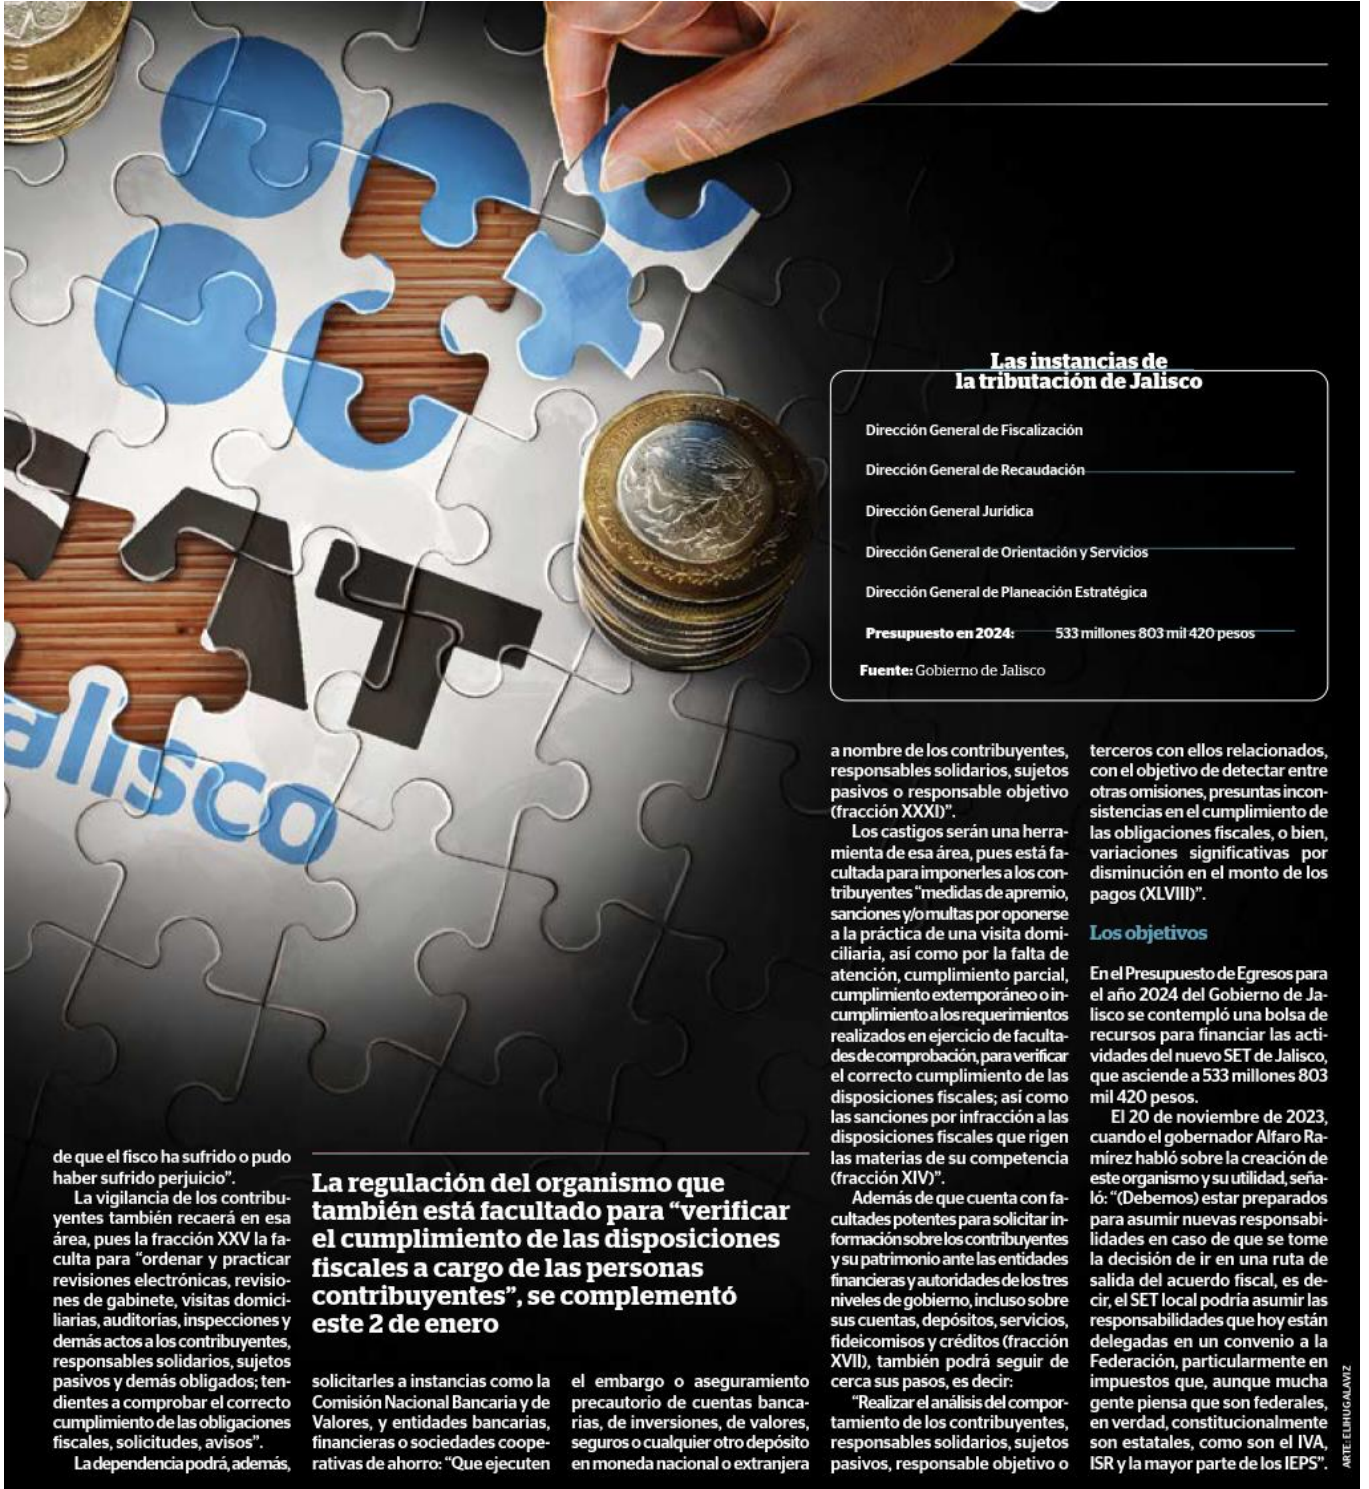 AT
alisco
Las instancias de
la tributación de Jalisco
Dirección General de Fiscalización
Dirección General de Recaudación
Dirección General Jurídica
Dirección General de Orientación y Servicios
Dirección General de Planeación Estratégica
Presupuesto en 2024: 533 millones 803 mil 420 pesos
Fuente: Gobierno de Jalisco
de que el fisco ha sufrido o pudo
haber sufrido perjuicio”.
La vigilancia de los contribu-
yentes también recaerá en esa
área, pues la fracción XXV la fa-
culta para “ordenar y practicar
revisiones electrónicas, revisio-
nes de gabinete, visitas domici-
liarias, auditorías, inspecciones y
demás actos a los contribuyentes,
responsables solidarios, sujetos
pasivos y demás obligados; ten-
dientes a comprobar el correcto
cumplimiento de las obligaciones
fiscales, solicitudes, avisos”.
La dependencia podrá, además,
La regulación del organismo que
también está facultado para “verificar
el cumplimiento de las disposiciones
fiscales a cargo de las personas
contribuyentes”, se complementó
este 2 de enero
solicitarles a instancias como la
Comisión Nacional Bancaria y de
Valores, y entidades bancarias,
financieras o sociedades coope-
rativas de ahorro: “Que ejecuten
el embargo o aseguramiento
precautorio de cuentas banca-
rias, de inversiones, de valores,
seguros o cualquier otro depósito
en moneda nacional o extranjera
a nombre de los contribuyentes,
responsables solidarios, sujetos
pasivos o responsable objetivo
(fracción XXXI)”.
Los castigos serán una herra-
mienta de esa área, pues está fa-
cultada para imponerles a los con-
tribuyentes “medidas de apremio,
sanciones y/o multas por oponerse
a la práctica de una visita domi-
ciliaria, así como por la falta de
atención, cumplimiento parcial,
cumplimiento extemporáneo o in-
cumplimiento a los requerimientos
realizados en ejercicio de faculta-
des de comprobación, para verificar
el correcto cumplimiento de las
disposiciones fiscales; así como
las sanciones por infracción a las
disposiciones fiscales que rigen
las materias de su competencia
(fracción XIV)”.
Además de que cuenta con fa-
cultades potentes para solicitar in-
formación sobre los contribuyentes
y su patrimonio ante las entidades
financieras y autoridades de los tres
niveles de gobierno, incluso sobre
sus cuentas, depósitos, servicios,
fideicomisos y créditos (fracción
XVII), también podrá seguir de
cerca sus pasos, es decir:
“Realizar el análisis del compor-
tamiento de los contribuyentes,
responsables solidarios, sujetos
pasivos, responsable objetivo o
terceros con ellos relacionados,
con el objetivo de detectar entre
otras omisiones, presuntas incon-
sistencias en el cumplimiento de
las obligaciones fiscales, o bien,
variaciones significativas por
disminución en el monto de los
pagos (XLVIII)”.
Los objetivos
En el Presupuesto de Egresos para
el año 2024 del Gobierno de Ja-
lisco se contempló una bolsa de
recursos para financiar las acti-
vidades del nuevo SET de Jalisco,
que asciende a 533 millones 803
mil 420 pesos.
El 20 de noviembre de 2023,
cuando el gobernador Alfaro Ra-
mírez habló sobre la creación de
este organismo y su utilidad, seña-
ló: “(Debemos) estar preparados
para asumir nuevas responsabi-
lidades en caso de que se tome
la decisión de ir en una ruta de
salida del acuerdo fiscal, es de-
cir, el SET local podría asumir las
responsabilidades que hoy están
delegadas en un convenio a la
Federación, particularmente en
impuestos que, aunque mucha
gente piensa que son federales,
en verdad, constitucionalmente
son estatales, como son el IVA,
ISR y la mayor parte de los IEPS”.
ARTE: ELIHU GALAVIZ